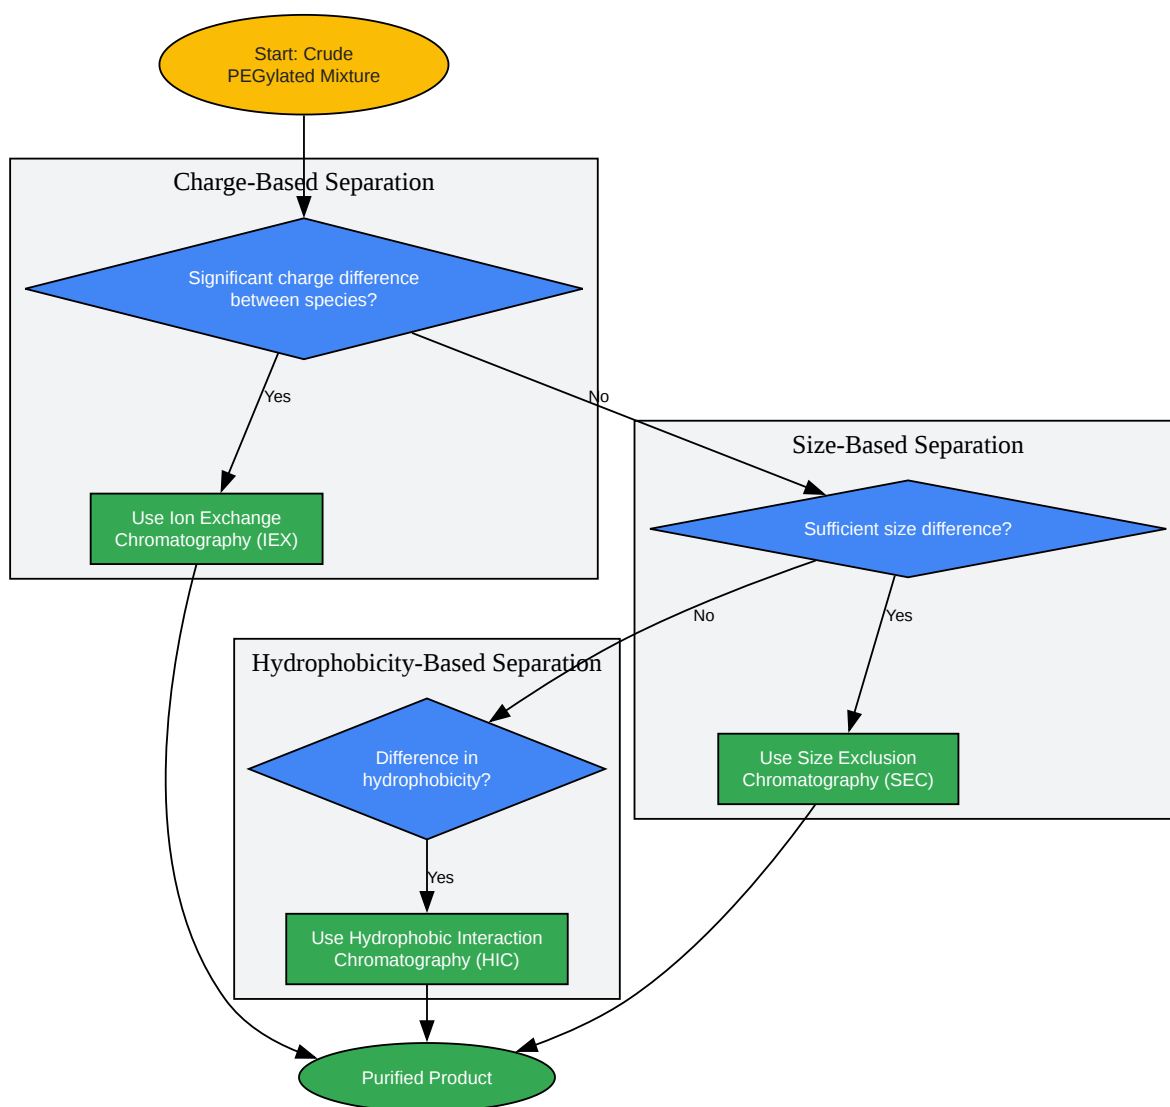 Start: Crude
PEGylated Mixture
Charge-Based Separation
Significant charge difference
between species?
Yes
No
Use Ion Exchange
Chromatography (IEX)
Size-Based Separation
Sufficient size difference?
No
Yes
Hydrophobicity-Based Separation
Difference in
hydrophobicity?
Use Size Exclusion
Chromatography (SEC)
Yes
Use Hydrophobic Interaction
Chromatography (HIC)
Purified Product